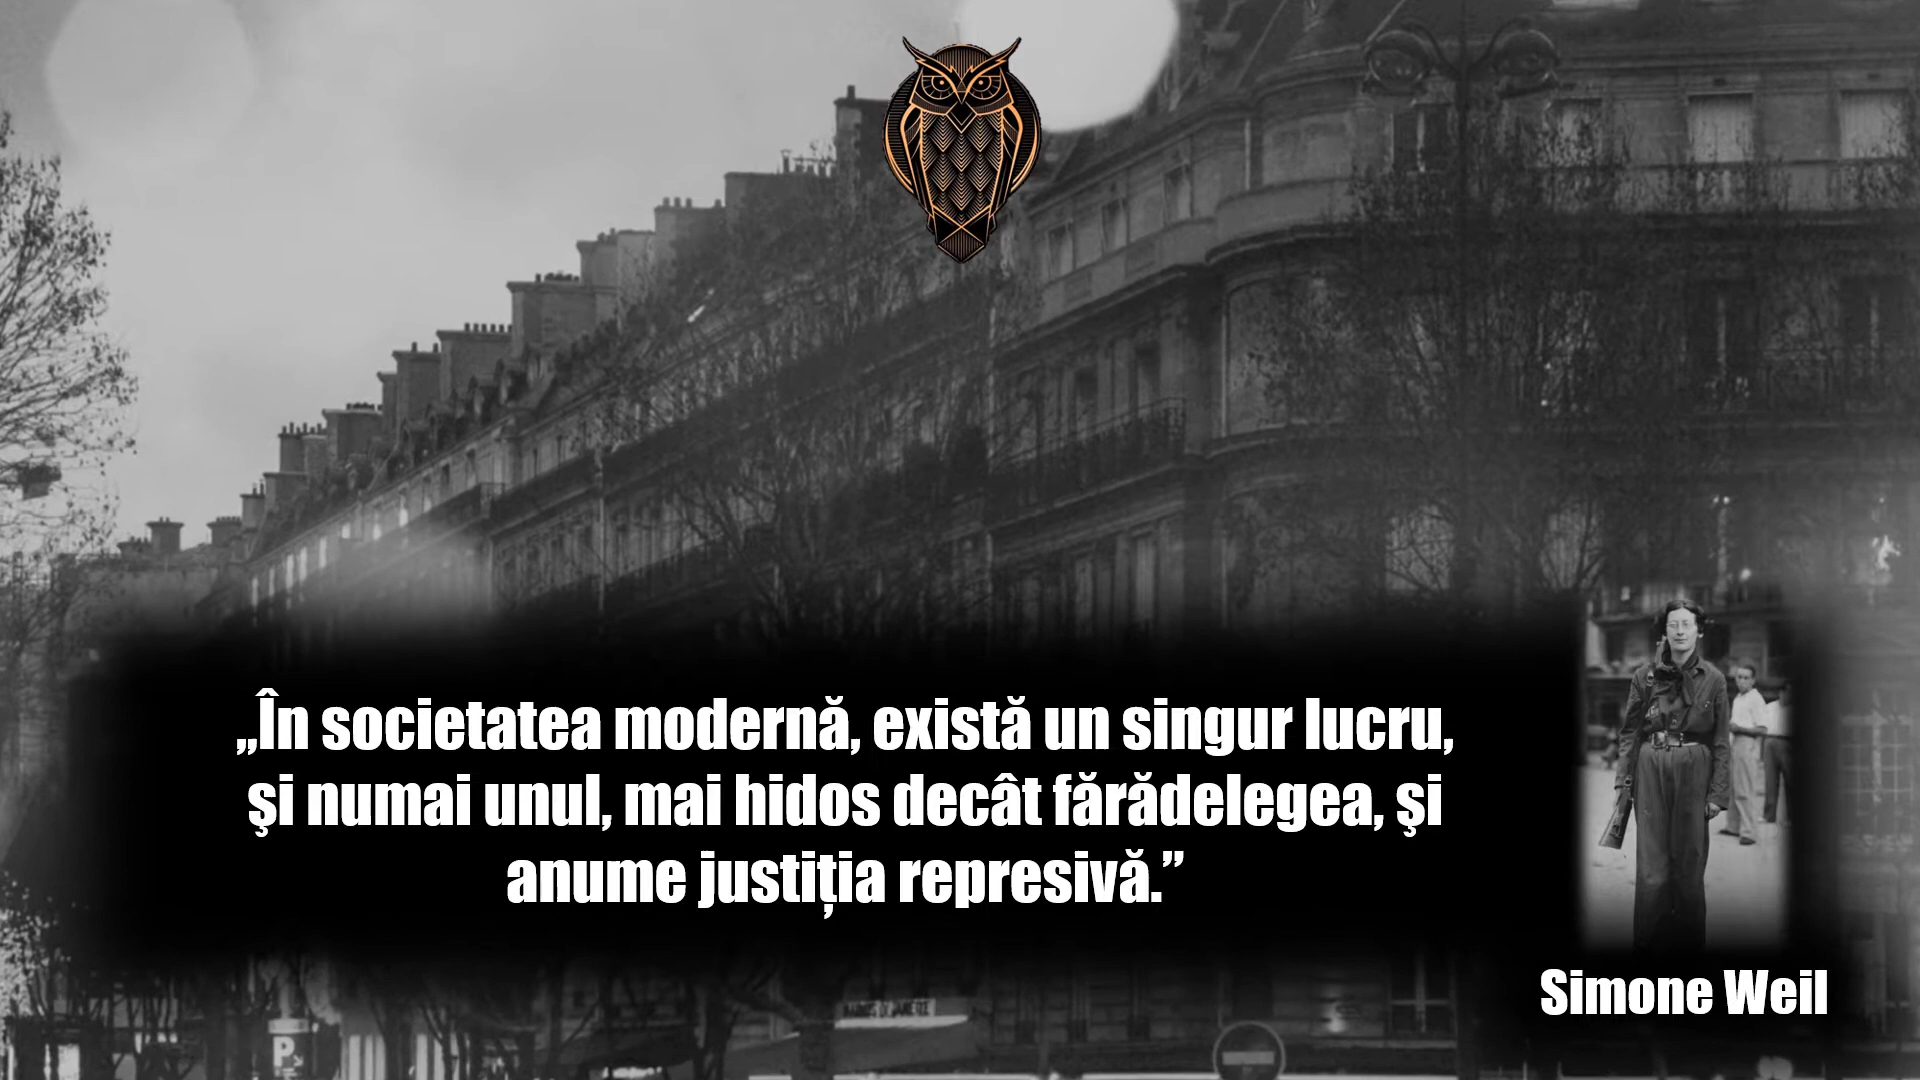 „În societatea modernă, există un singur lucru,
şi numai unul, mai hidos decât fărădelegea, şi
anume justiţia represivă.”
Simone Weil
P